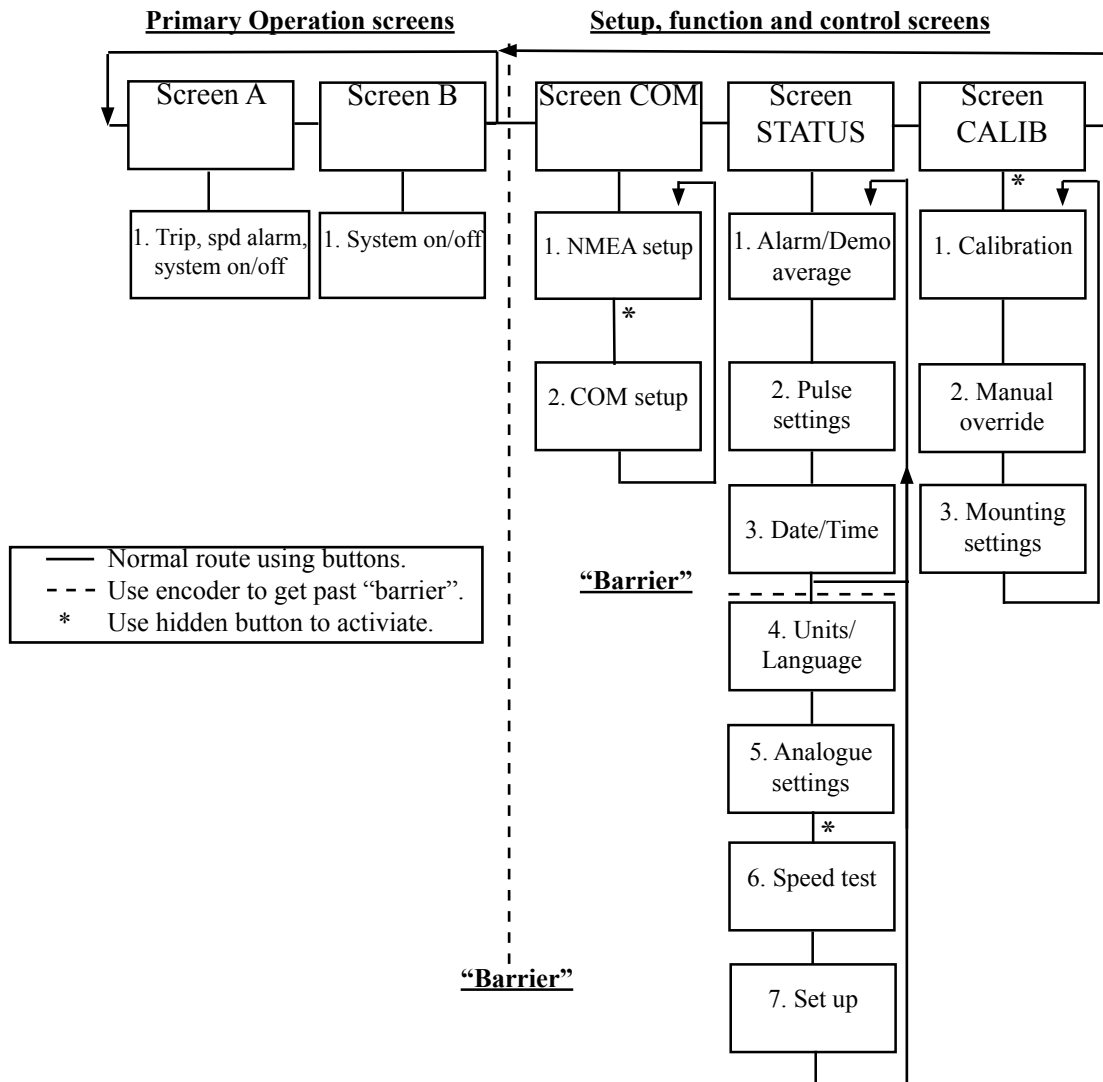 Primary Operation screens
Setup, function and control screens
Screen A
Screen B
Screen COM
Screen
STATUS
Screen
CALIB
*
1. Trip, spd alarm,
system on/off
1. System on/off
1. NMEA setup
1. Alarm/Demo
average
1. Calibration
*
2. COM setup
2. Pulse
settings
2. Manual
override
3. Date/Time
3. Mounting
settings
Normal route using buttons.
Use encoder to get past “barrier”.
* Use hidden button to activiate.
“Barrier”
4. Units/
Language
5. Analogue
settings
*
6. Speed test
“Barrier”
7. Set up